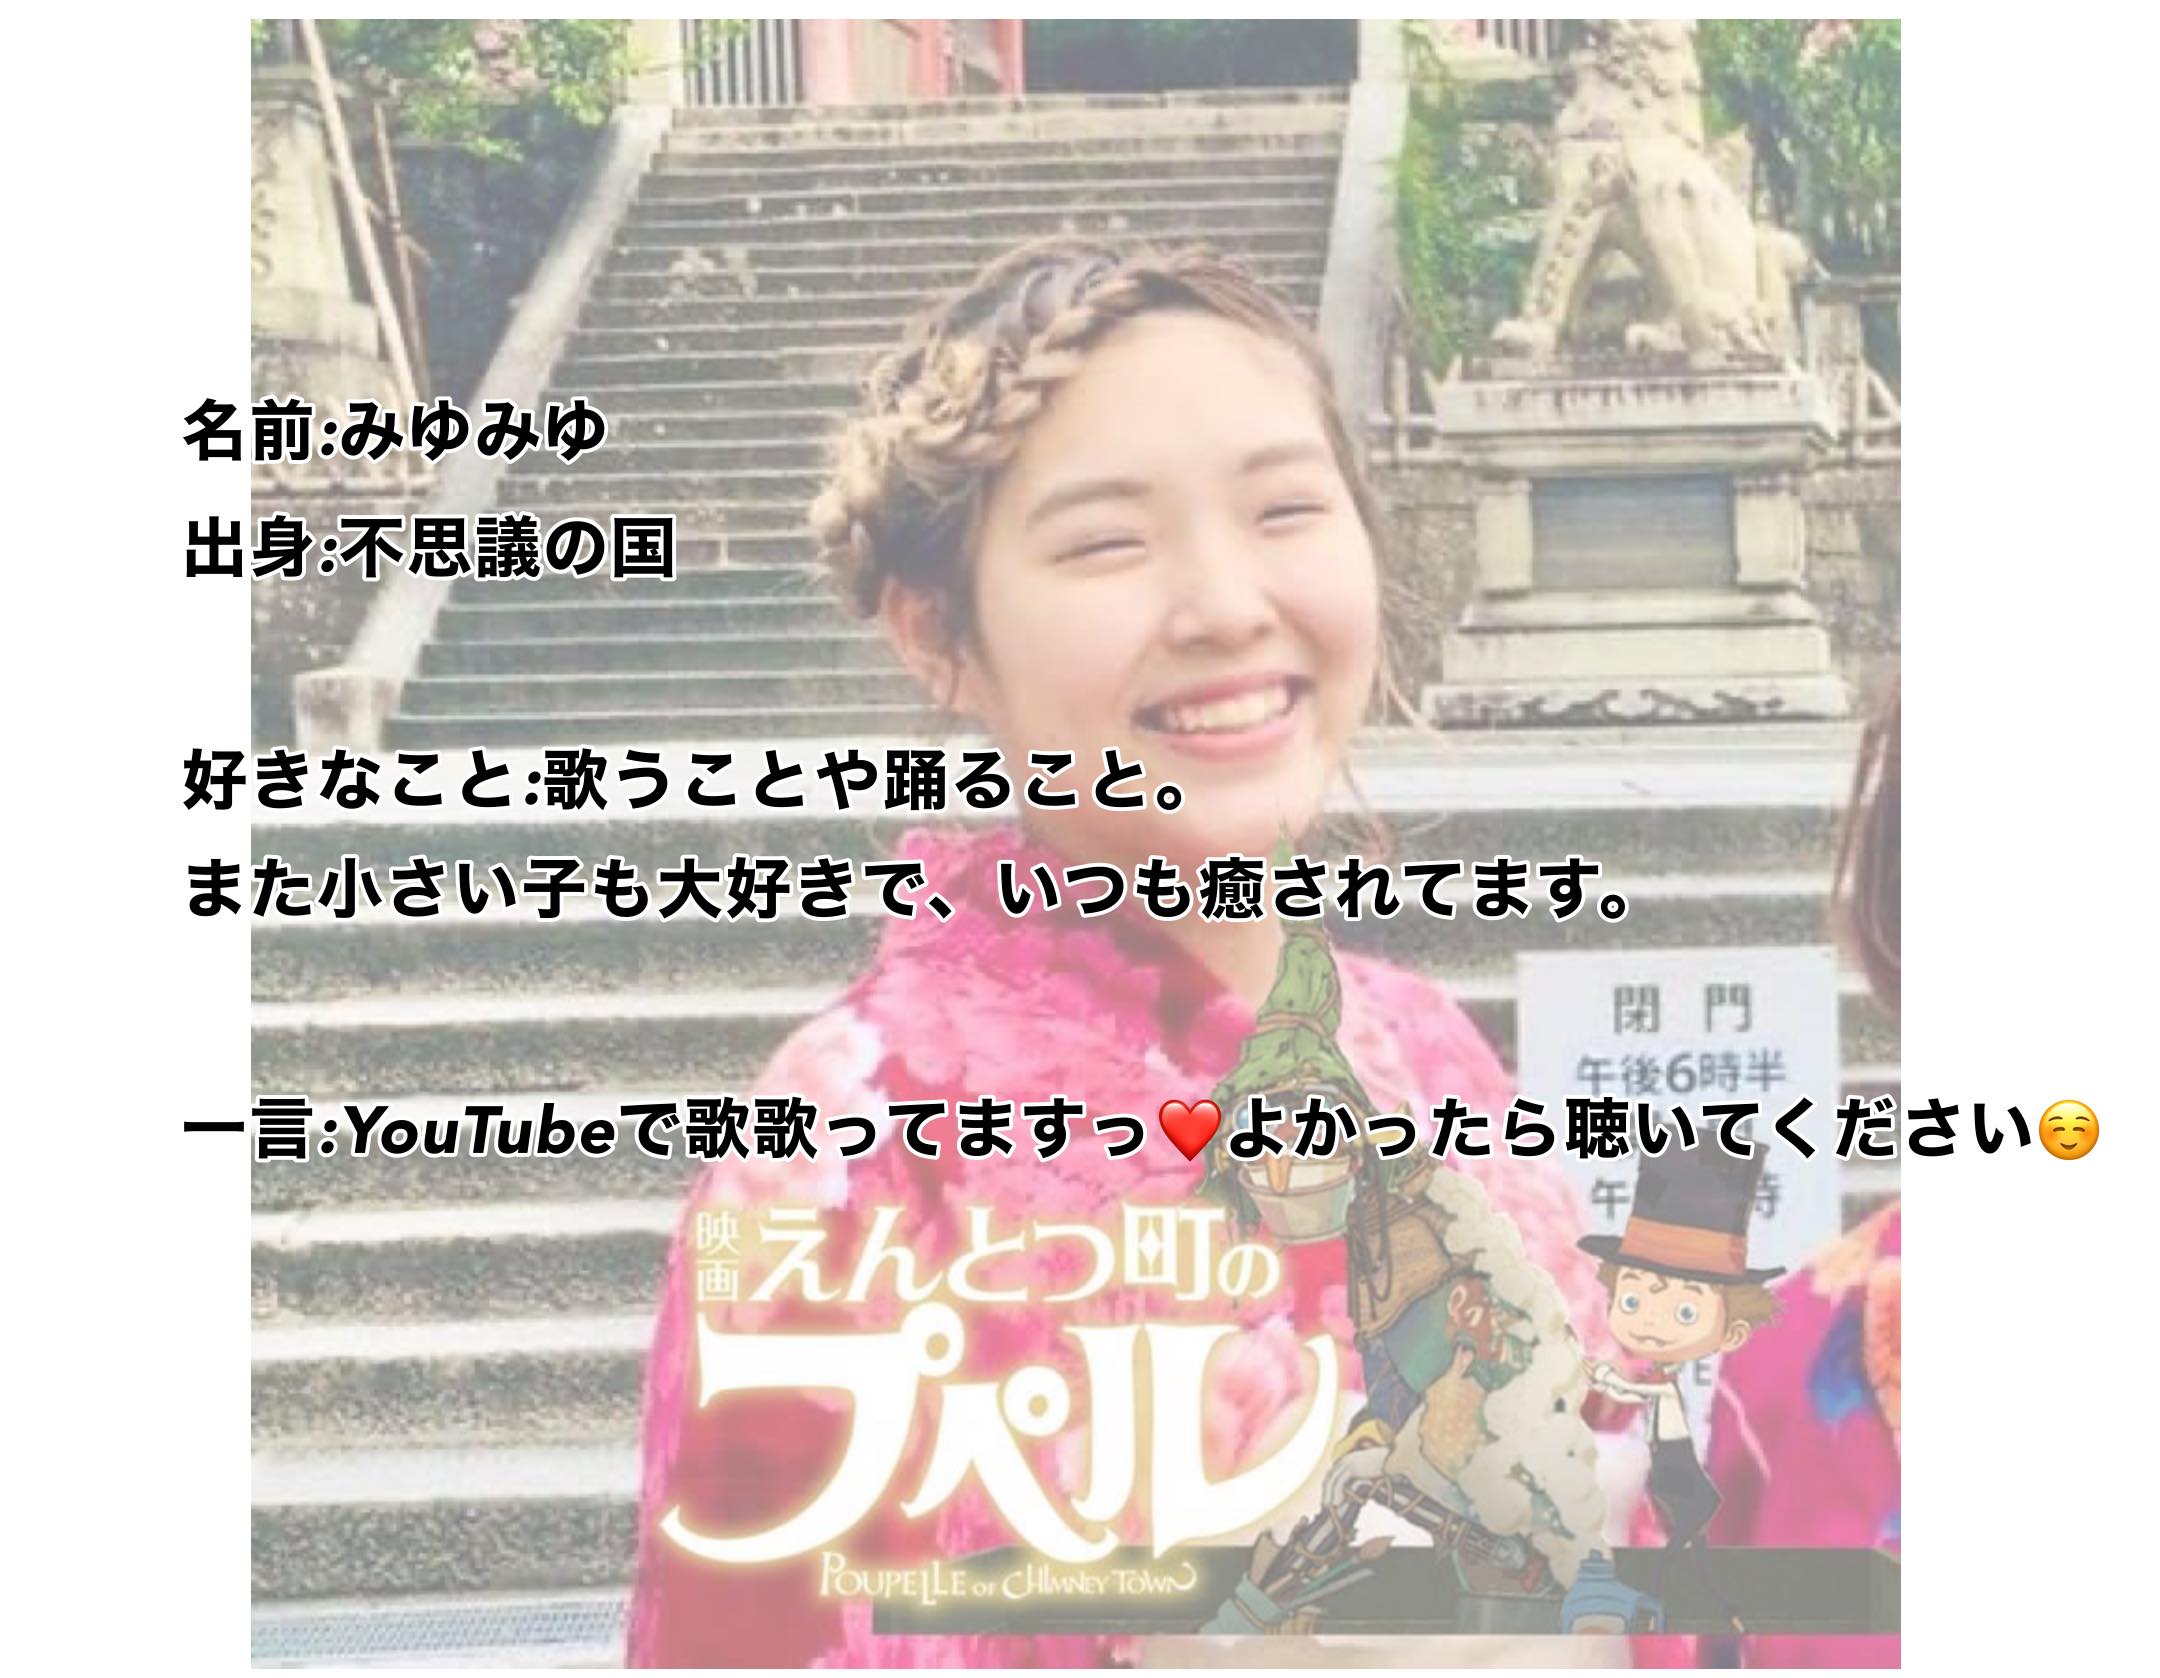 名前:みゆみゆ
出身:不思議の国
好きなこと:歌うことや踊ること。
また小さい子も大好きで、いつも癒されてます。
閉門
午後6時半
一言:YouTubeで歌歌ってますっ❤️よかったら聴いてください☺️
午 時
映画 えんとつ町の
プペル
POUPELLE OF CHIMNEY TOWN